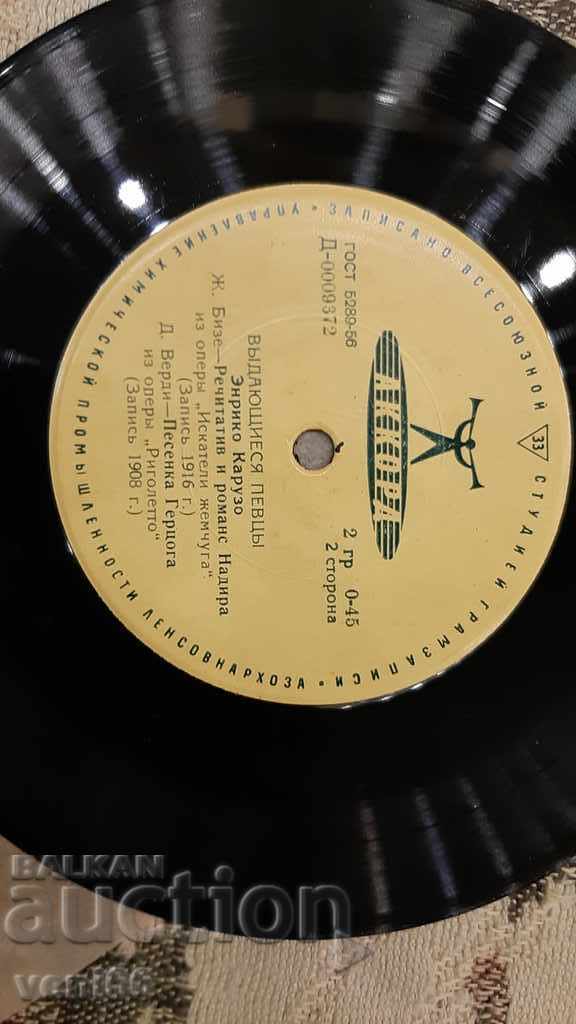 ЗАПИСАНО ВСЕСОЮЗНОЙ 33 СТУДИЕЙ ГРАМЗАПИСИ •
УПРАВЛЕНИЕ ХИМИЧЕСКОЙ ПРОМЫШЛЕННОСТИ ЛЕНСОВНАРХОЗА •
АККОРД
ГОСТ 5289-56
Д-0009372
2 гр 0-45
2 сторона
ВЫДАЮЩИЕСЯ ПЕВЦЫ
Энрико Карузо
Ж. Бизе—Речитатив и романс Надира
из оперы „Искатели жемчуга“
(Запись 1916 г.)
Д. Верди—Песенка Герцога
из оперы „Риголетто“
(Запись 1908 г.)
BALKAN
auction
veni66